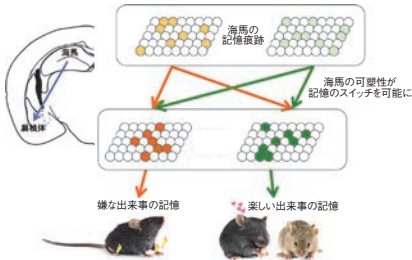 海馬の
記憶痕跡
海馬
扁桃体
海馬の可塑性が
記憶のスイッチを可能に
嫌な出来事の記憶
楽しい出来事の記憶